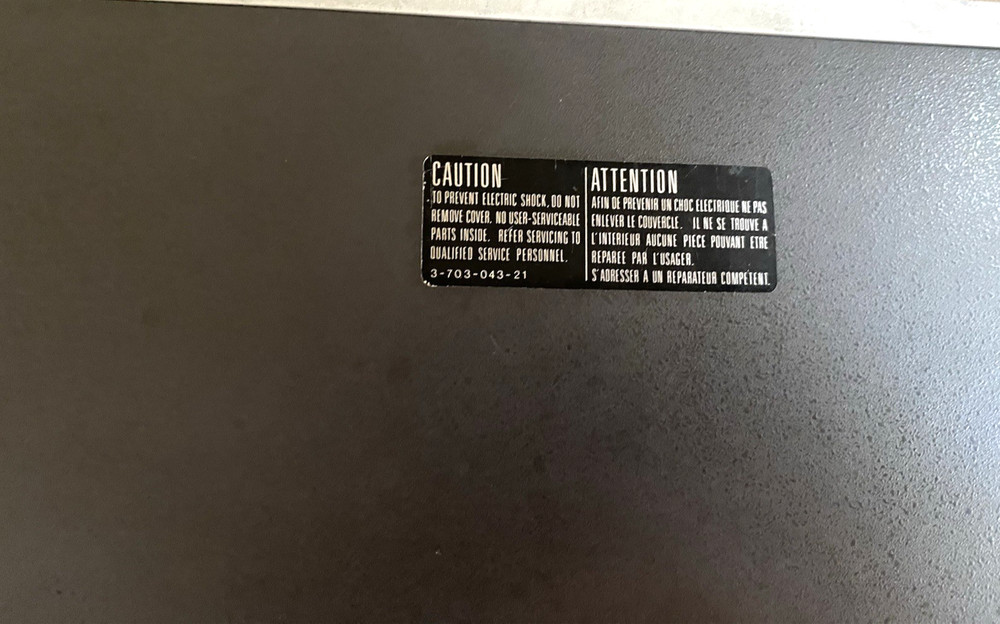 CAUTION
TO PREVENT ELECTRIC SHOCK, DO NOT
REMOVE COVER. NO USER-SERVICEABLE
PARTS INSIDE. REFER SERVICING TO
QUALIFIED SERVICE PERSONNEL.
3-703-043-21
ATTENTION
AFIN DE PREVENIR UN CHOC ELECTRIQUE NE PAS
ENLEVER LE COUVERCLE. IL NE SE TROUVE A
L'INTERIEUR AUCUNE PIECE POUVANT ETRE
REPAREE PAR L'USAGER.
S'ADRESSER A UN REPARATEUR COMPETENT.